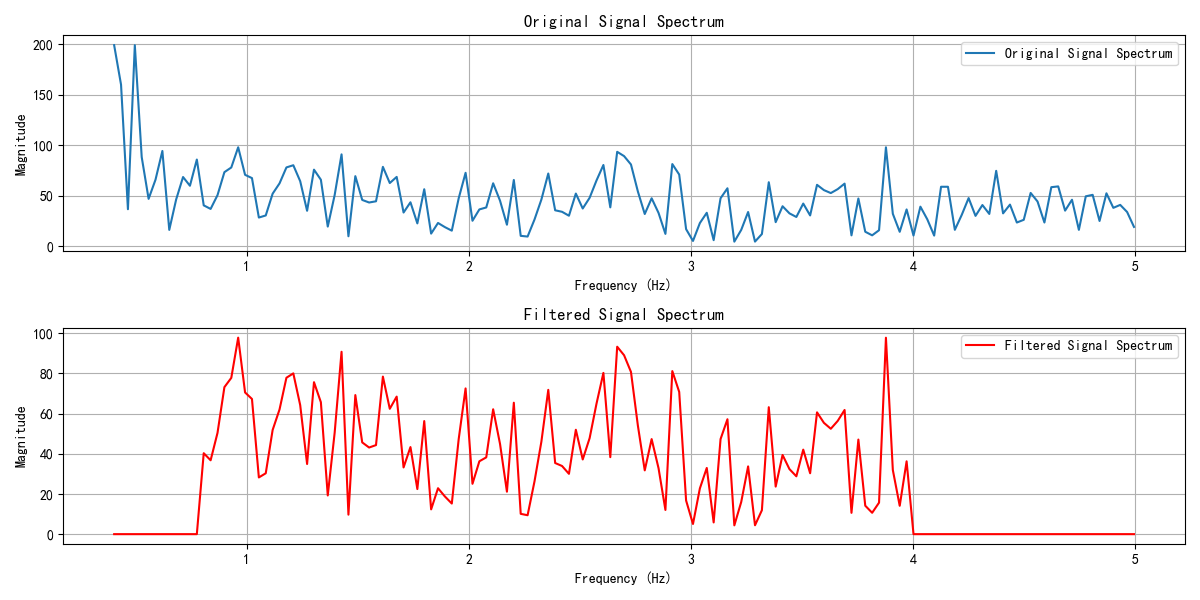 Original Signal Spectrum
200
150
100
50
0
Magnitude
Original Signal Spectrum
1 2 3 4 5
Frequency (Hz)
Filtered Signal Spectrum
100
80
60
40
20
0
Magnitude
Filtered Signal Spectrum
1 2 3 4 5
Frequency (Hz)